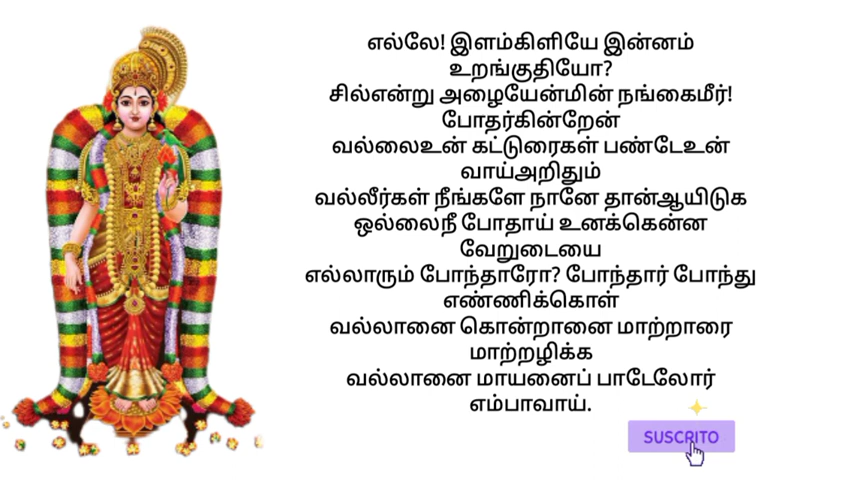 எல்லே! இளம்கிளியே இன்னம்
உறங்குதியோ?
சில்என்று அழையேன்மின் நங்கைமீர்!
போதர்கின்றேன்
வல்லைஉன் கட்டுரைகள் பண்டேஉன்
வாய்அறிதும்
வல்லீர்கள் நீங்களே நானே தான்ஆயிடுக
ஒல்லைநீ போதாய் உனக்கென்ன
வேறுடையை
எல்லாரும் போந்தாரோ? போந்தார் போந்து
எண்ணிக்கொள்
வல்லானை கொன்றானை மாற்றாரை
மாற்றழிக்க
வல்லானை மாயனைப் பாடேலோர்
எம்பாவாய்.
SUSCRITO